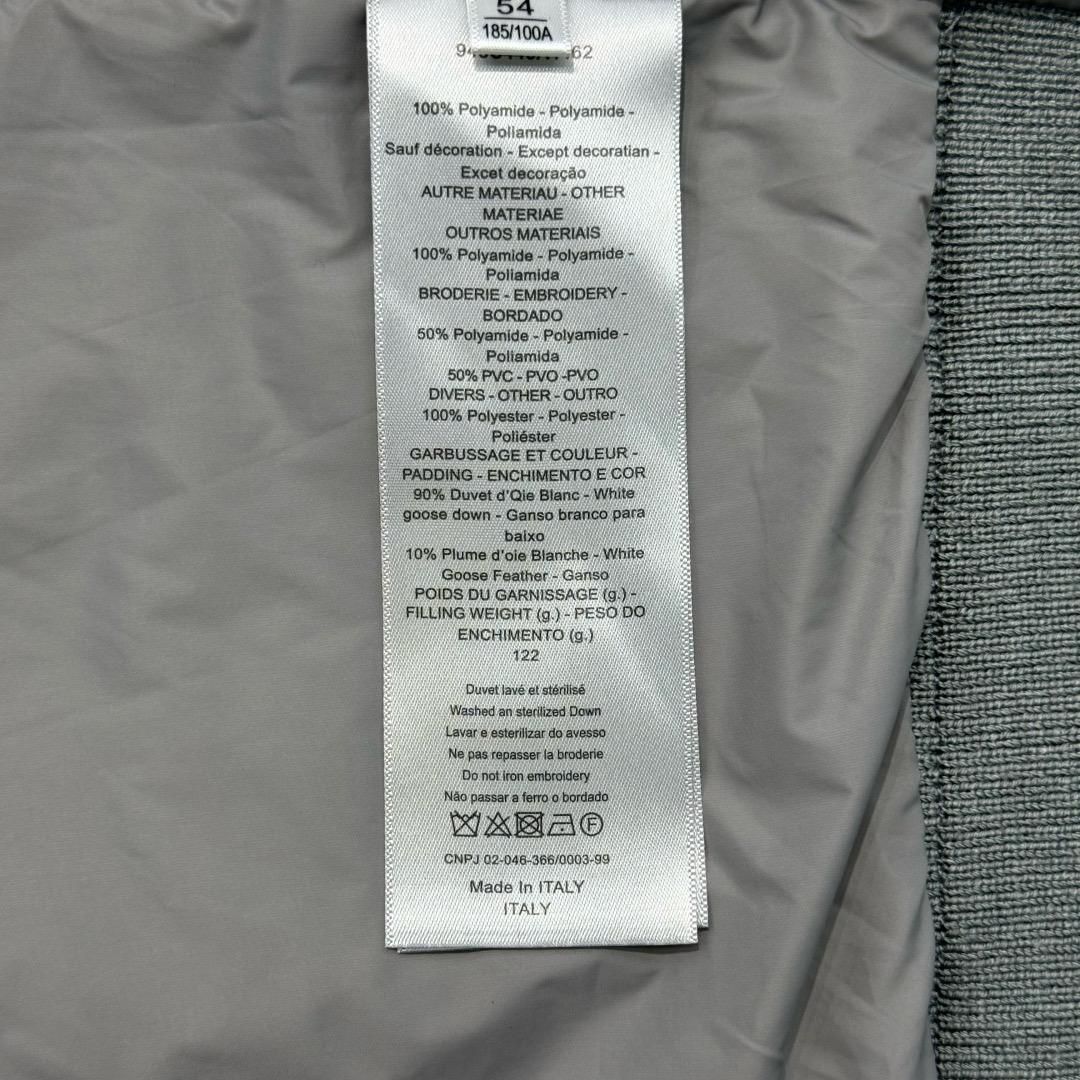 54
185/100A
62
100% Polyamide - Polyamide -
Poliamida
Sauf décoration - Except decoratian -
Excet decoração
AUTRE MATERIAU - OTHER
MATERIAE
OUTROS MATERIAIS
100% Polyamide - Polyamide -
Poliamida
BRODERIE - EMBROIDERY -
BORDADO
50% Polyamide - Polyamide -
Poliamida
50% PVC - PVO -PVO
DIVERS - OTHER - OUTRO
100% Polyester - Polyester -
Poliéster
GARBUSSAGE ET COULEUR -
PADDING - ENCHIMENTO E COR
90% Duvet d'Qie Blanc - White
goose down - Ganso branco para
baixo
10% Plume d'oie Blanche - White
Goose Feather - Ganso
POIDS DU GARNISSAGE (g.) -
FILLING WEIGHT (g.) - PESO DO
ENCHIMENTO (g.)
122
Duvet lavé et stérilisé
Washed an sterilized Down
Lavar e esterilizar do avesso
Ne pas repasser la broderie
Do not iron embroidery
Não passar a ferro o bordado
F
CNPJ 02-046-366/0003-99
Made In ITALY
ITALY